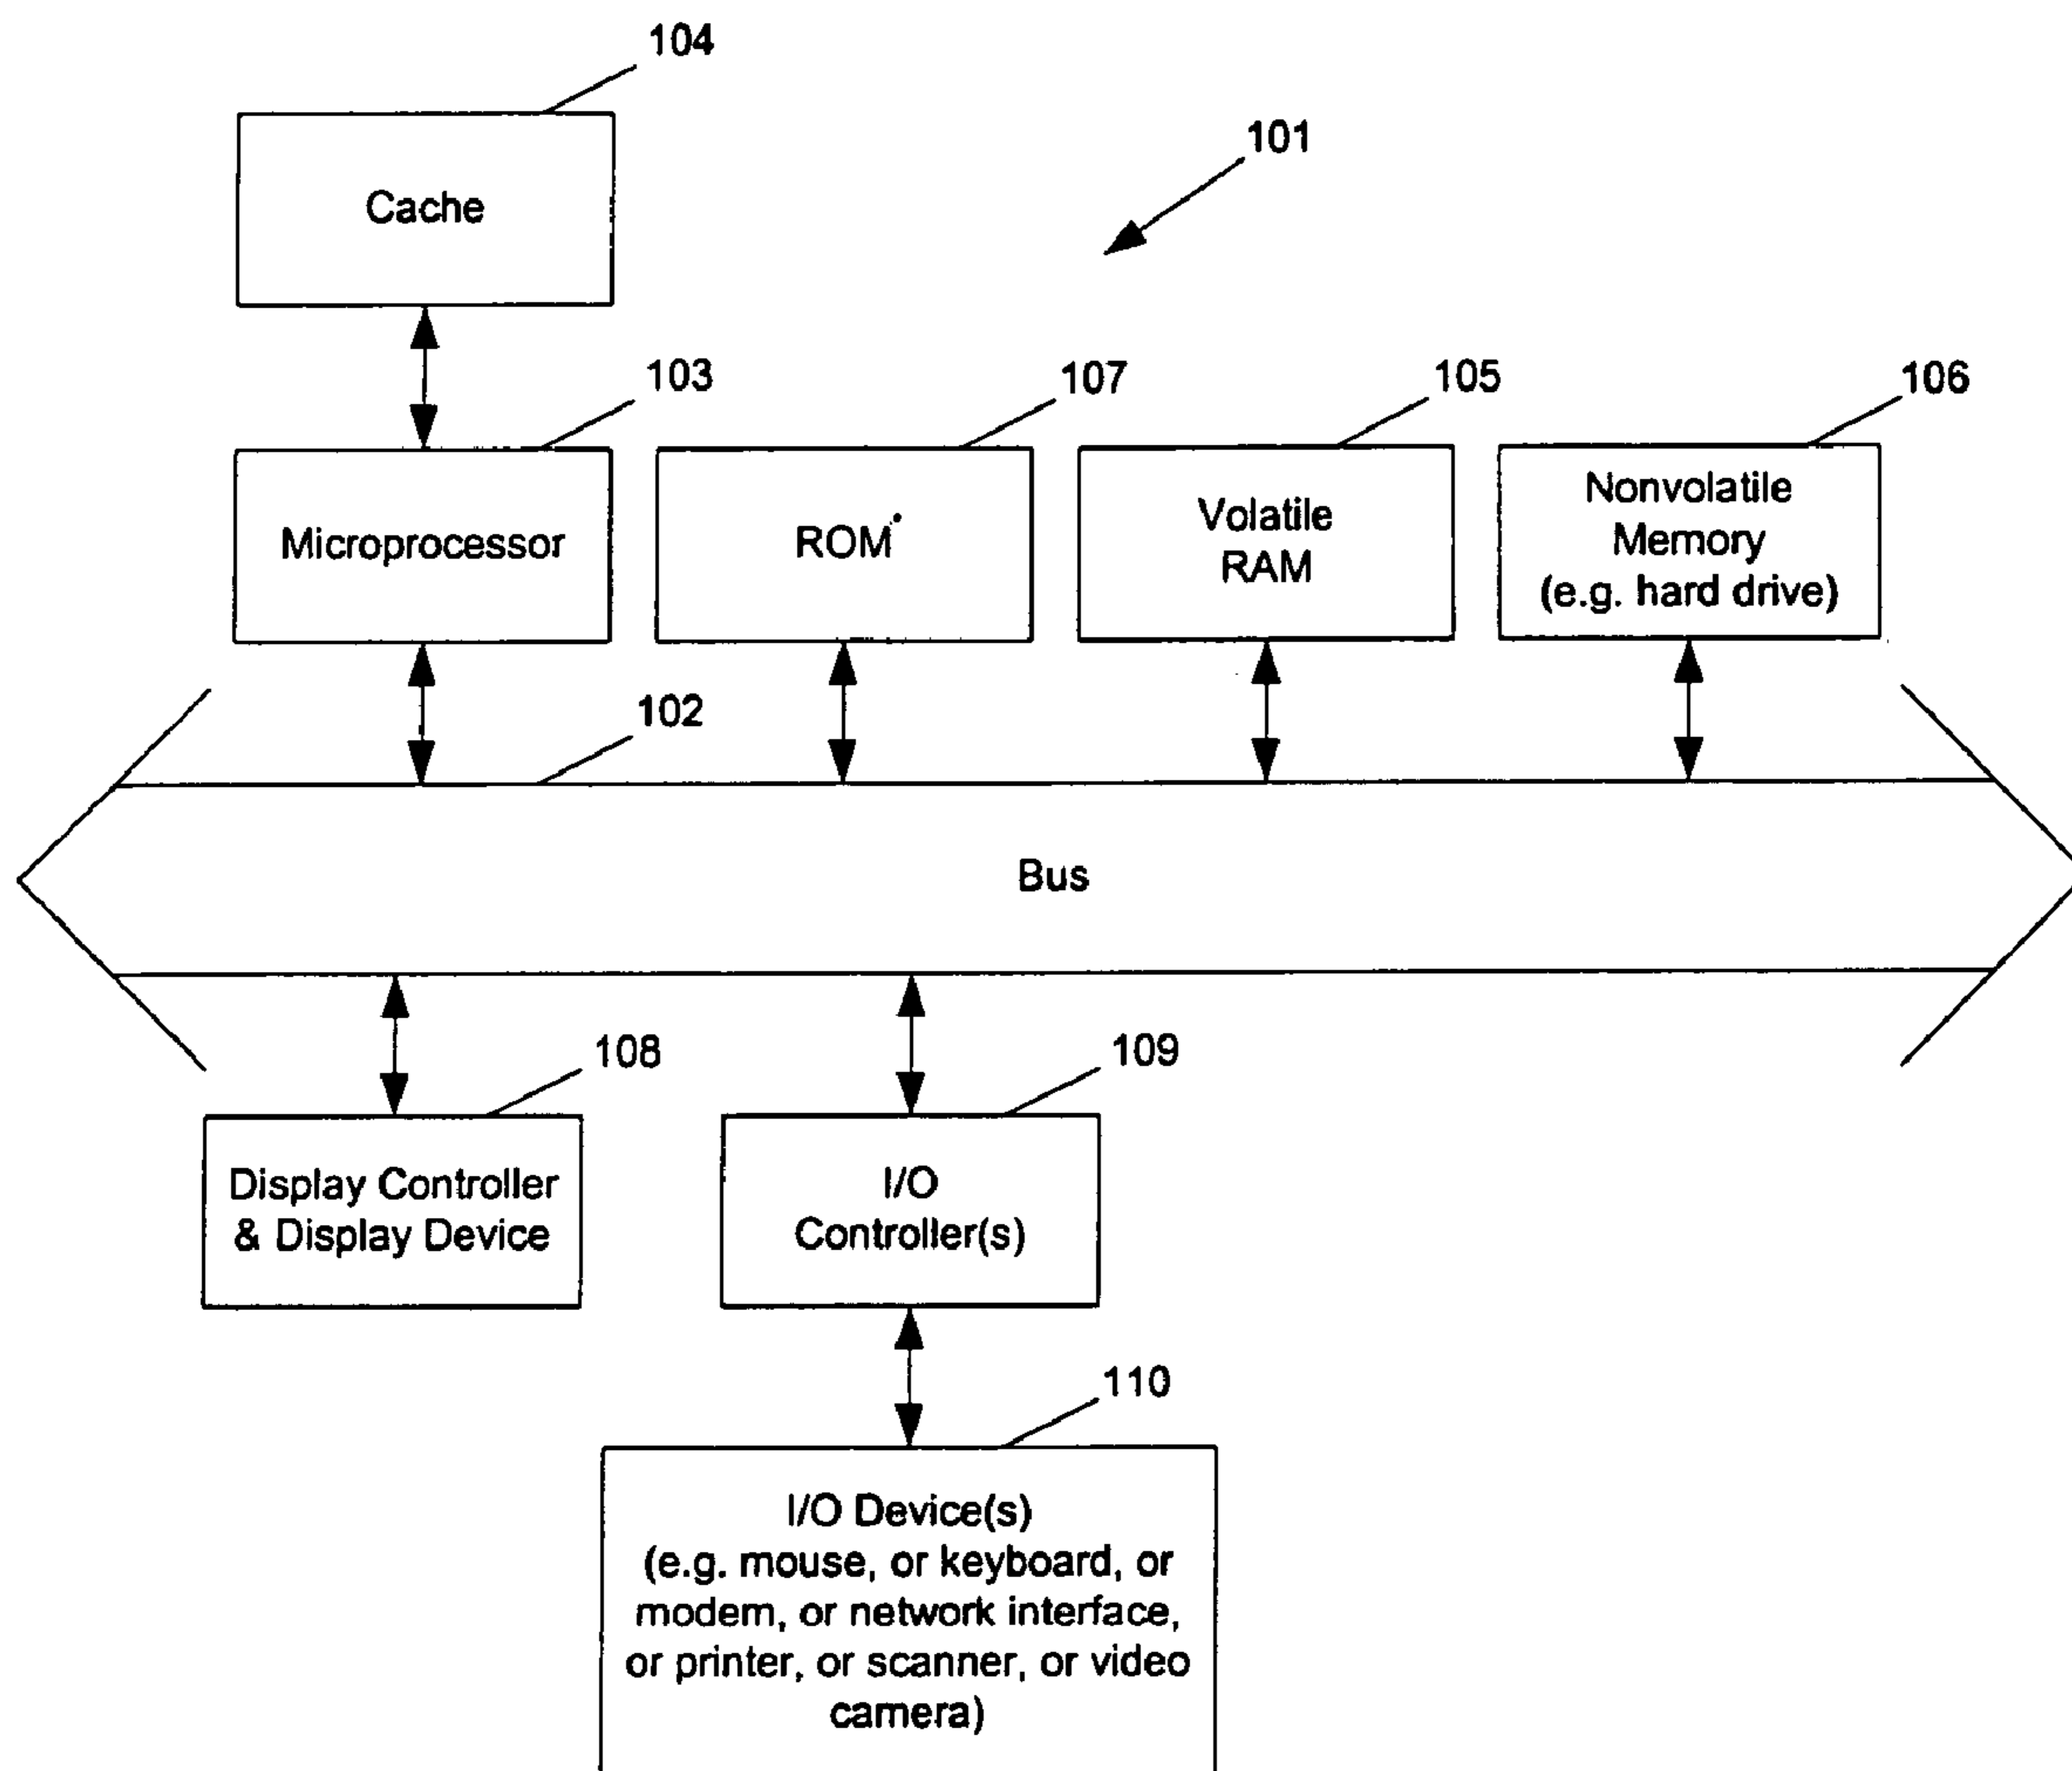 104
101
Cache
103
107
105
106
Microprocessor
ROM
Volatile
RAM
Nonvolatile
Memory
(e.g. hard drive)
102
Bus
108
109
Display Controller
& Display Device
I/O
Controller(s)
110
I/O Device(s)
(e.g. mouse, or keyboard, or
modem, or network interface,
or printer, or scanner, or video
camera)